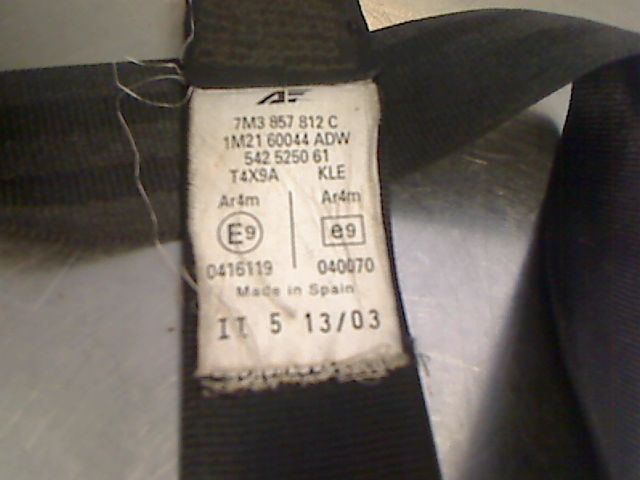 7M3 857 812 C
1M21 60044 ADW
542 5250 61
T4X9A KLE
Ar4m Ar4m
E9 e9
0416119 040070
Made in Spain
II 5 13/03